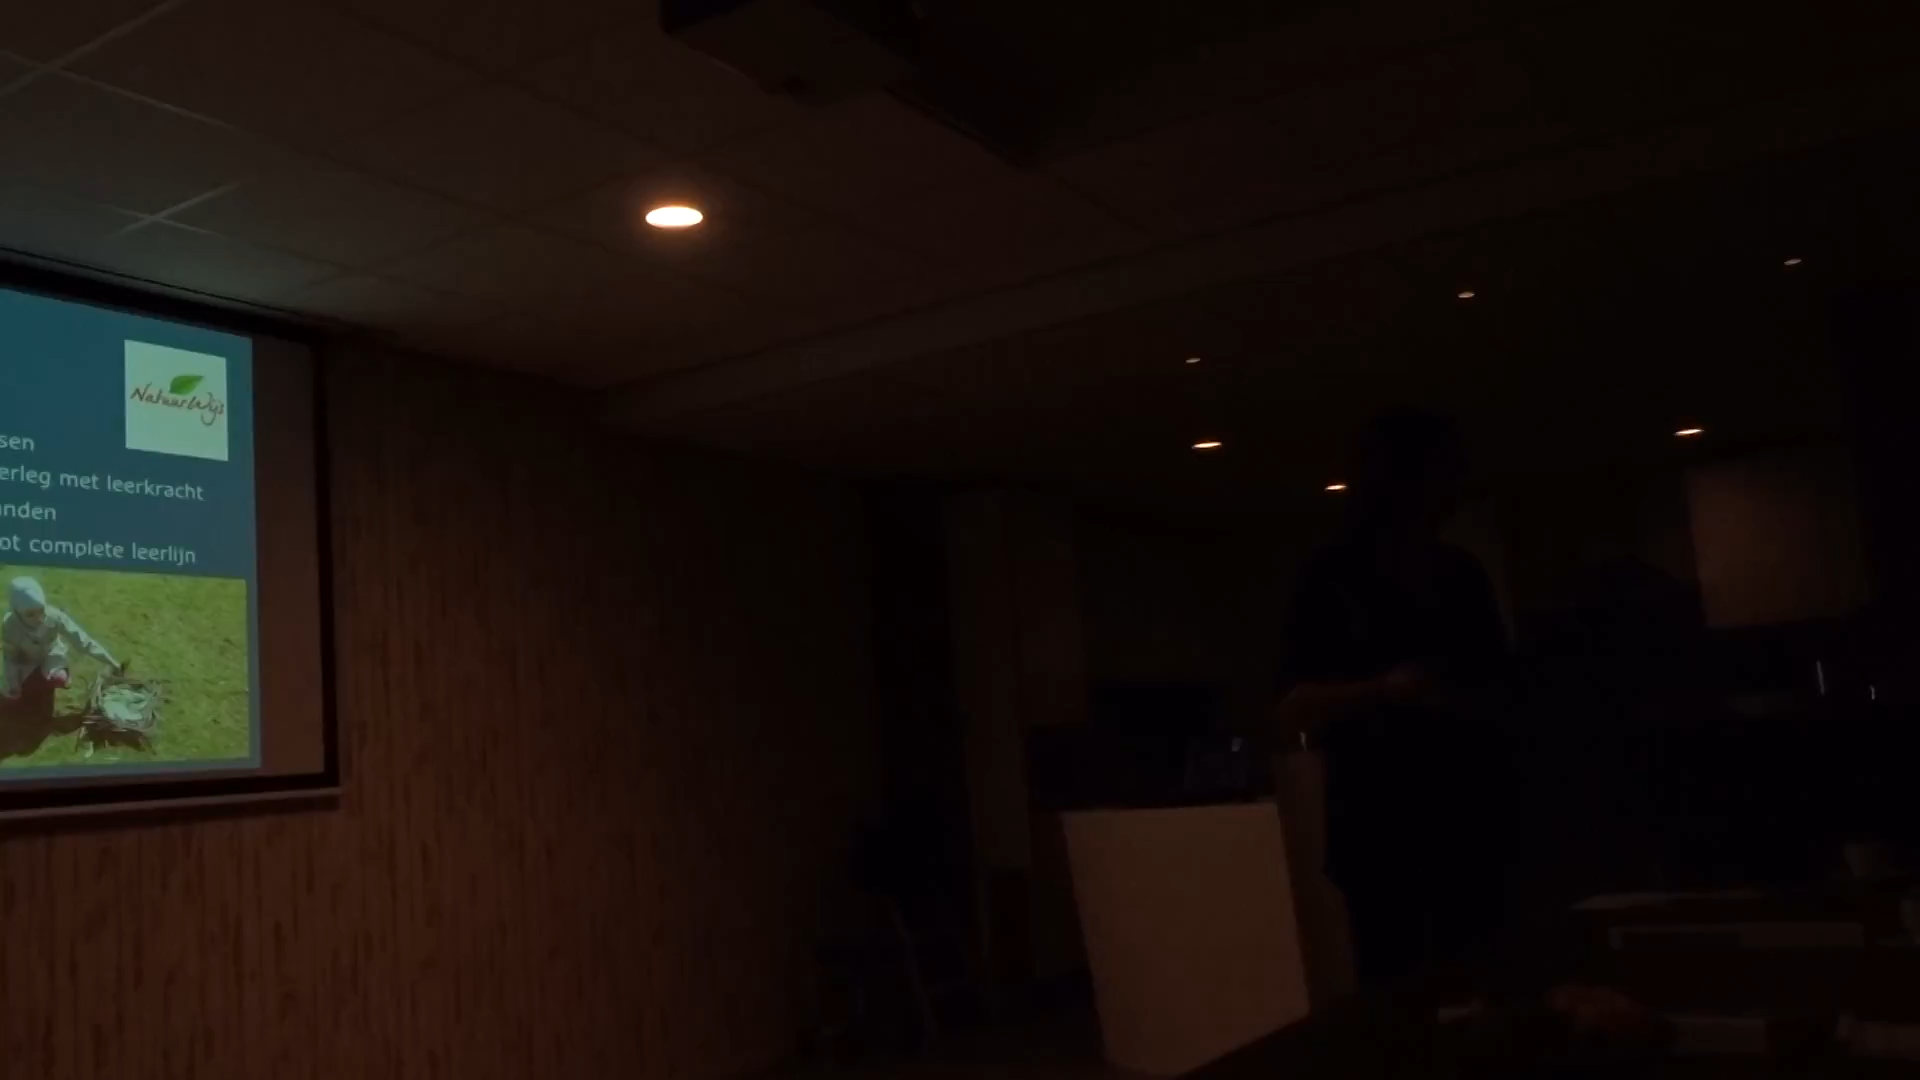 NatuurWijs
sen
erleg met leerkracht
nden
ot complete leerlijn